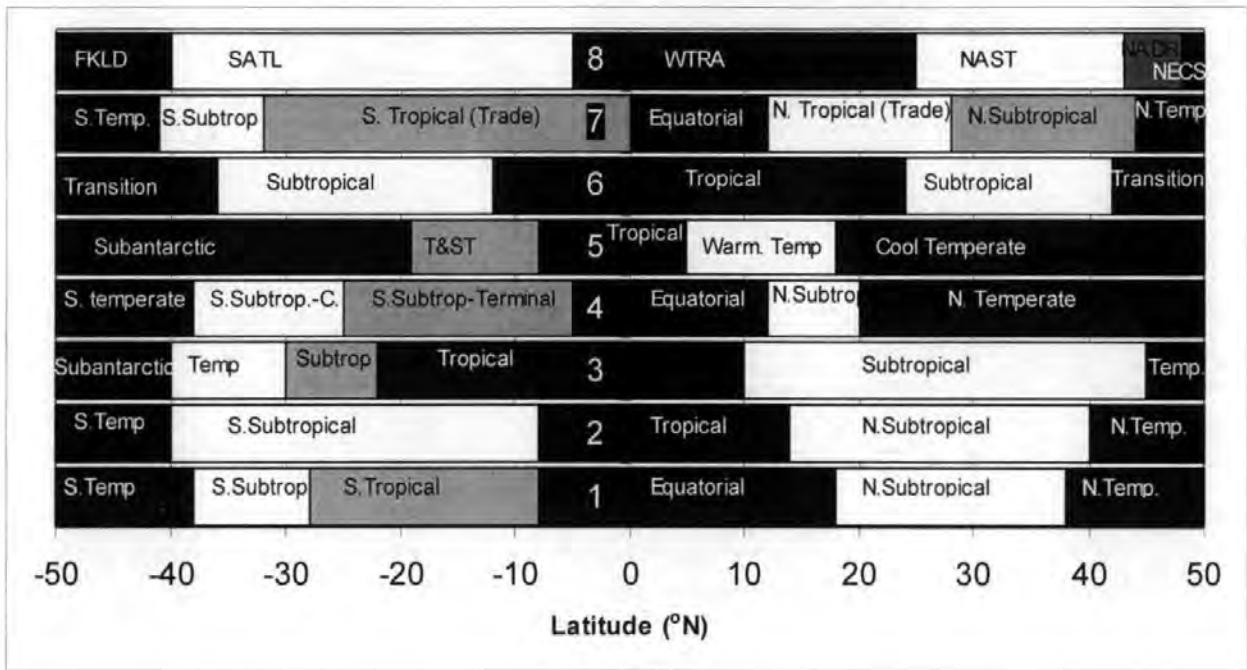 FKLD SATL 8 WTRA NAST NADR
NECS
S.Temp. S.Subtrop S. Tropical (Trade) 7 Equatorial N. Tropical (Trade) N.Subtropical N.Temp
Transition Subtropical 6 Tropical Subtropical Transition
Subantarctic T&ST 5 Tropical Warm. Temp Cool Temperate
S. temperate S.Subtrop.-C. S.Subtrop-Terminal 4 Equatorial N.Subtrop N. Temperate
Subantarctic Temp Subtrop Tropical 3 Subtropical Temp.
S.Temp S.Subtropical 2 Tropical N.Subtropical N.Temp.
S.Temp S.Subtrop S.Tropical 1 Equatorial N.Subtropical N.Temp.
-50 -40 -30 -20 -10 0 10 20 30 40 50
Latitude (°N)